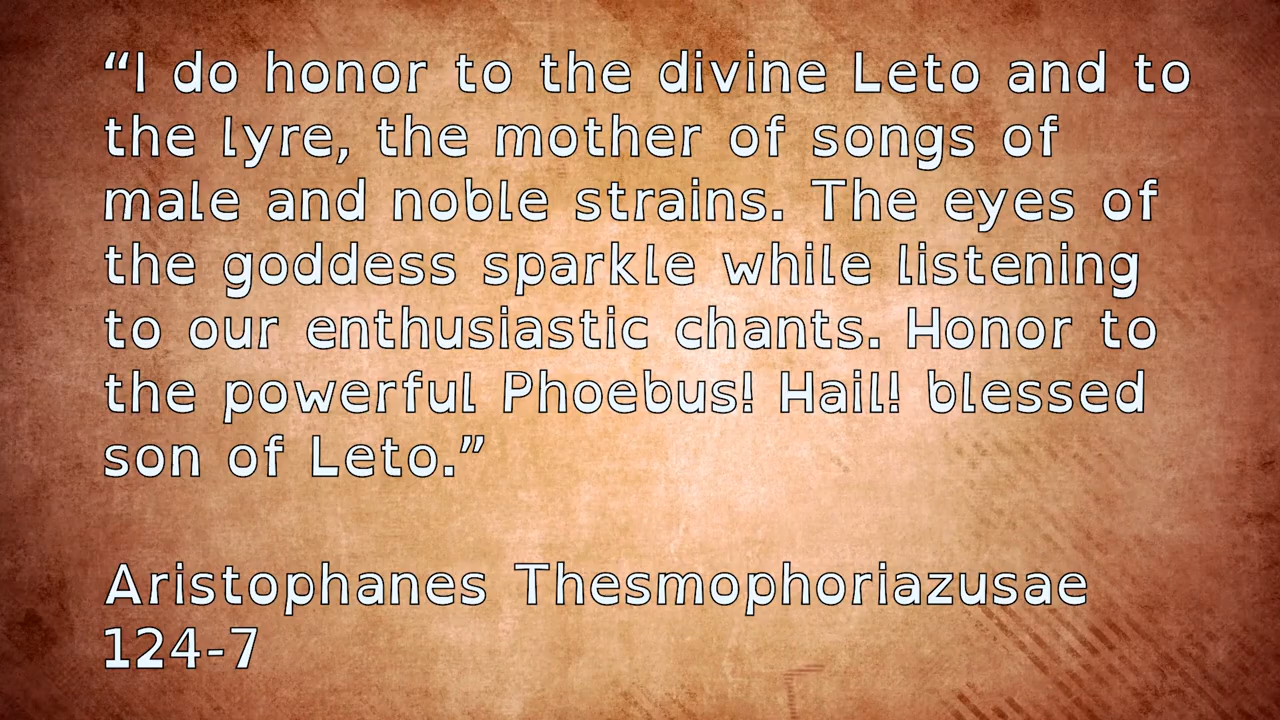 “I do honor to the divine Leto and to
the lyre, the mother of songs of
male and noble strains. The eyes of
the goddess sparkle while listening
to our enthusiastic chants. Honor to
the powerful Phoebus! Hail! blessed
son of Leto.”
Aristophanes Thesmophoriazusae
124-7